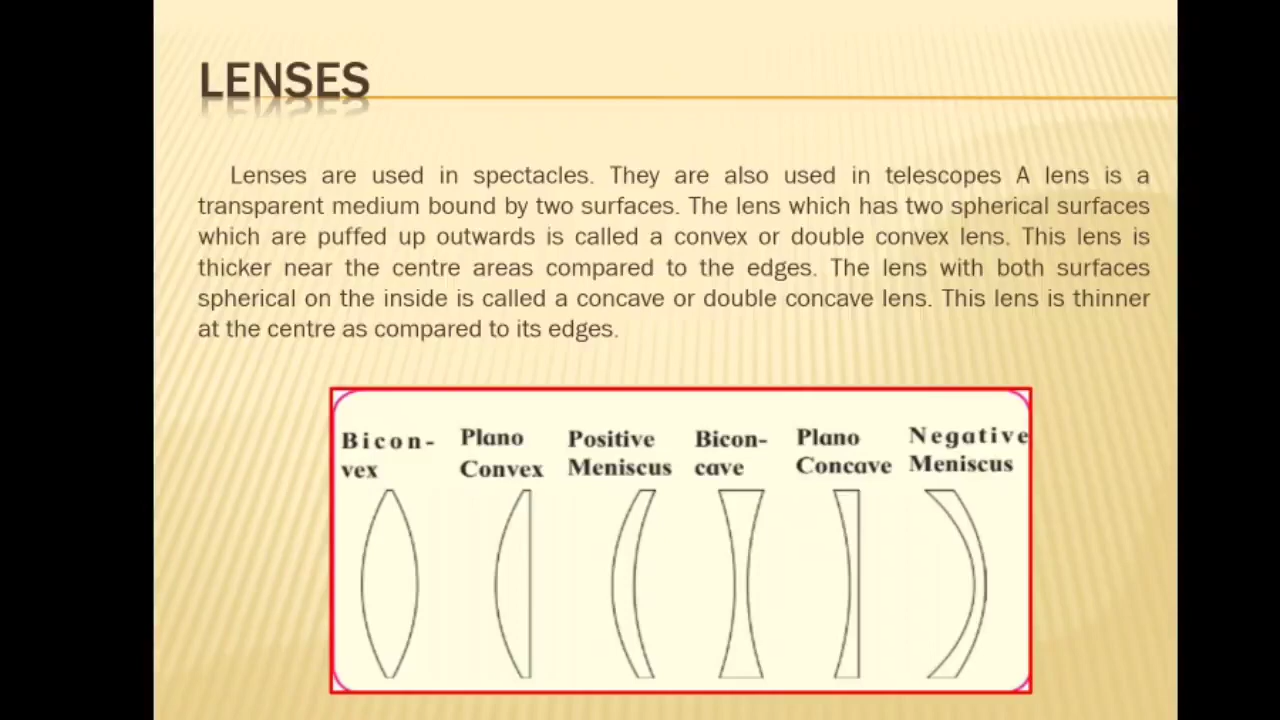 LENSES
Lenses are used in spectacles. They are also used in telescopes A lens is a
transparent medium bound by two surfaces. The lens which has two spherical surfaces
which are puffed up outwards is called a convex or double convex lens. This lens is
thicker near the centre areas compared to the edges. The lens with both surfaces
spherical on the inside is called a concave or double concave lens. This lens is thinner
at the centre as compared to its edges.
Bicon-
vex
Plano
Convex
Positive
Meniscus
Bicon-
cave
Plano
Concave
Negative
Meniscus